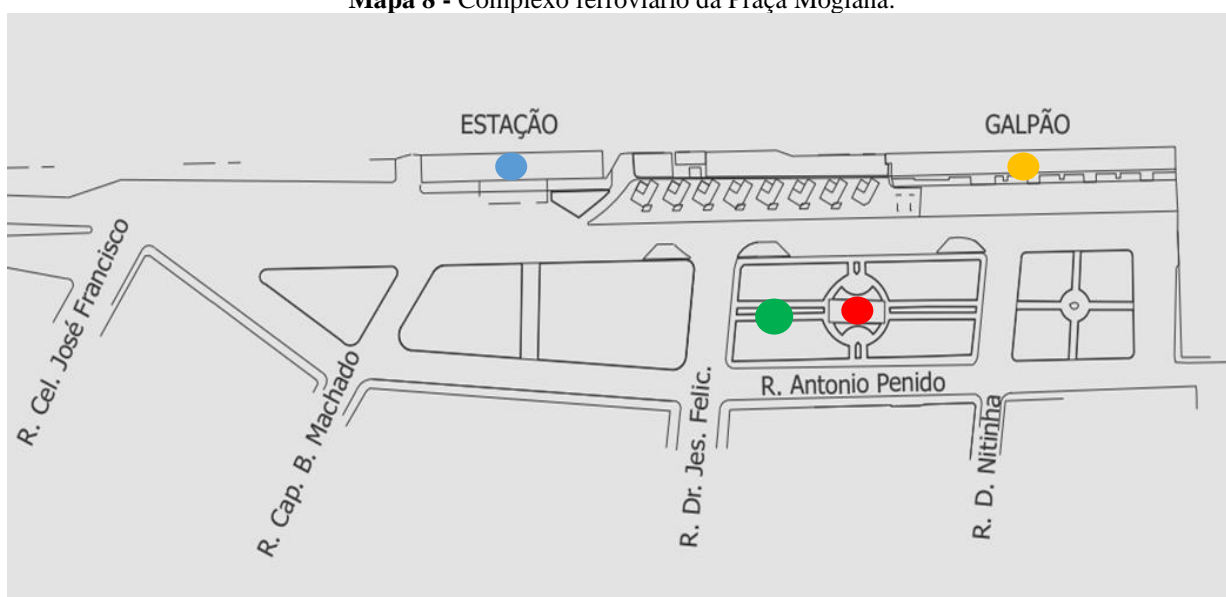 Mapa 8 - Complexo ferroviário da Praça Mogiana.
ESTAÇÃO
GALPÃO
R. Cel. José Francisco
R. Cap. B. Machado
R. Dr. Jes. Felic.
R. Antonio Penido
R. D. Nitinha